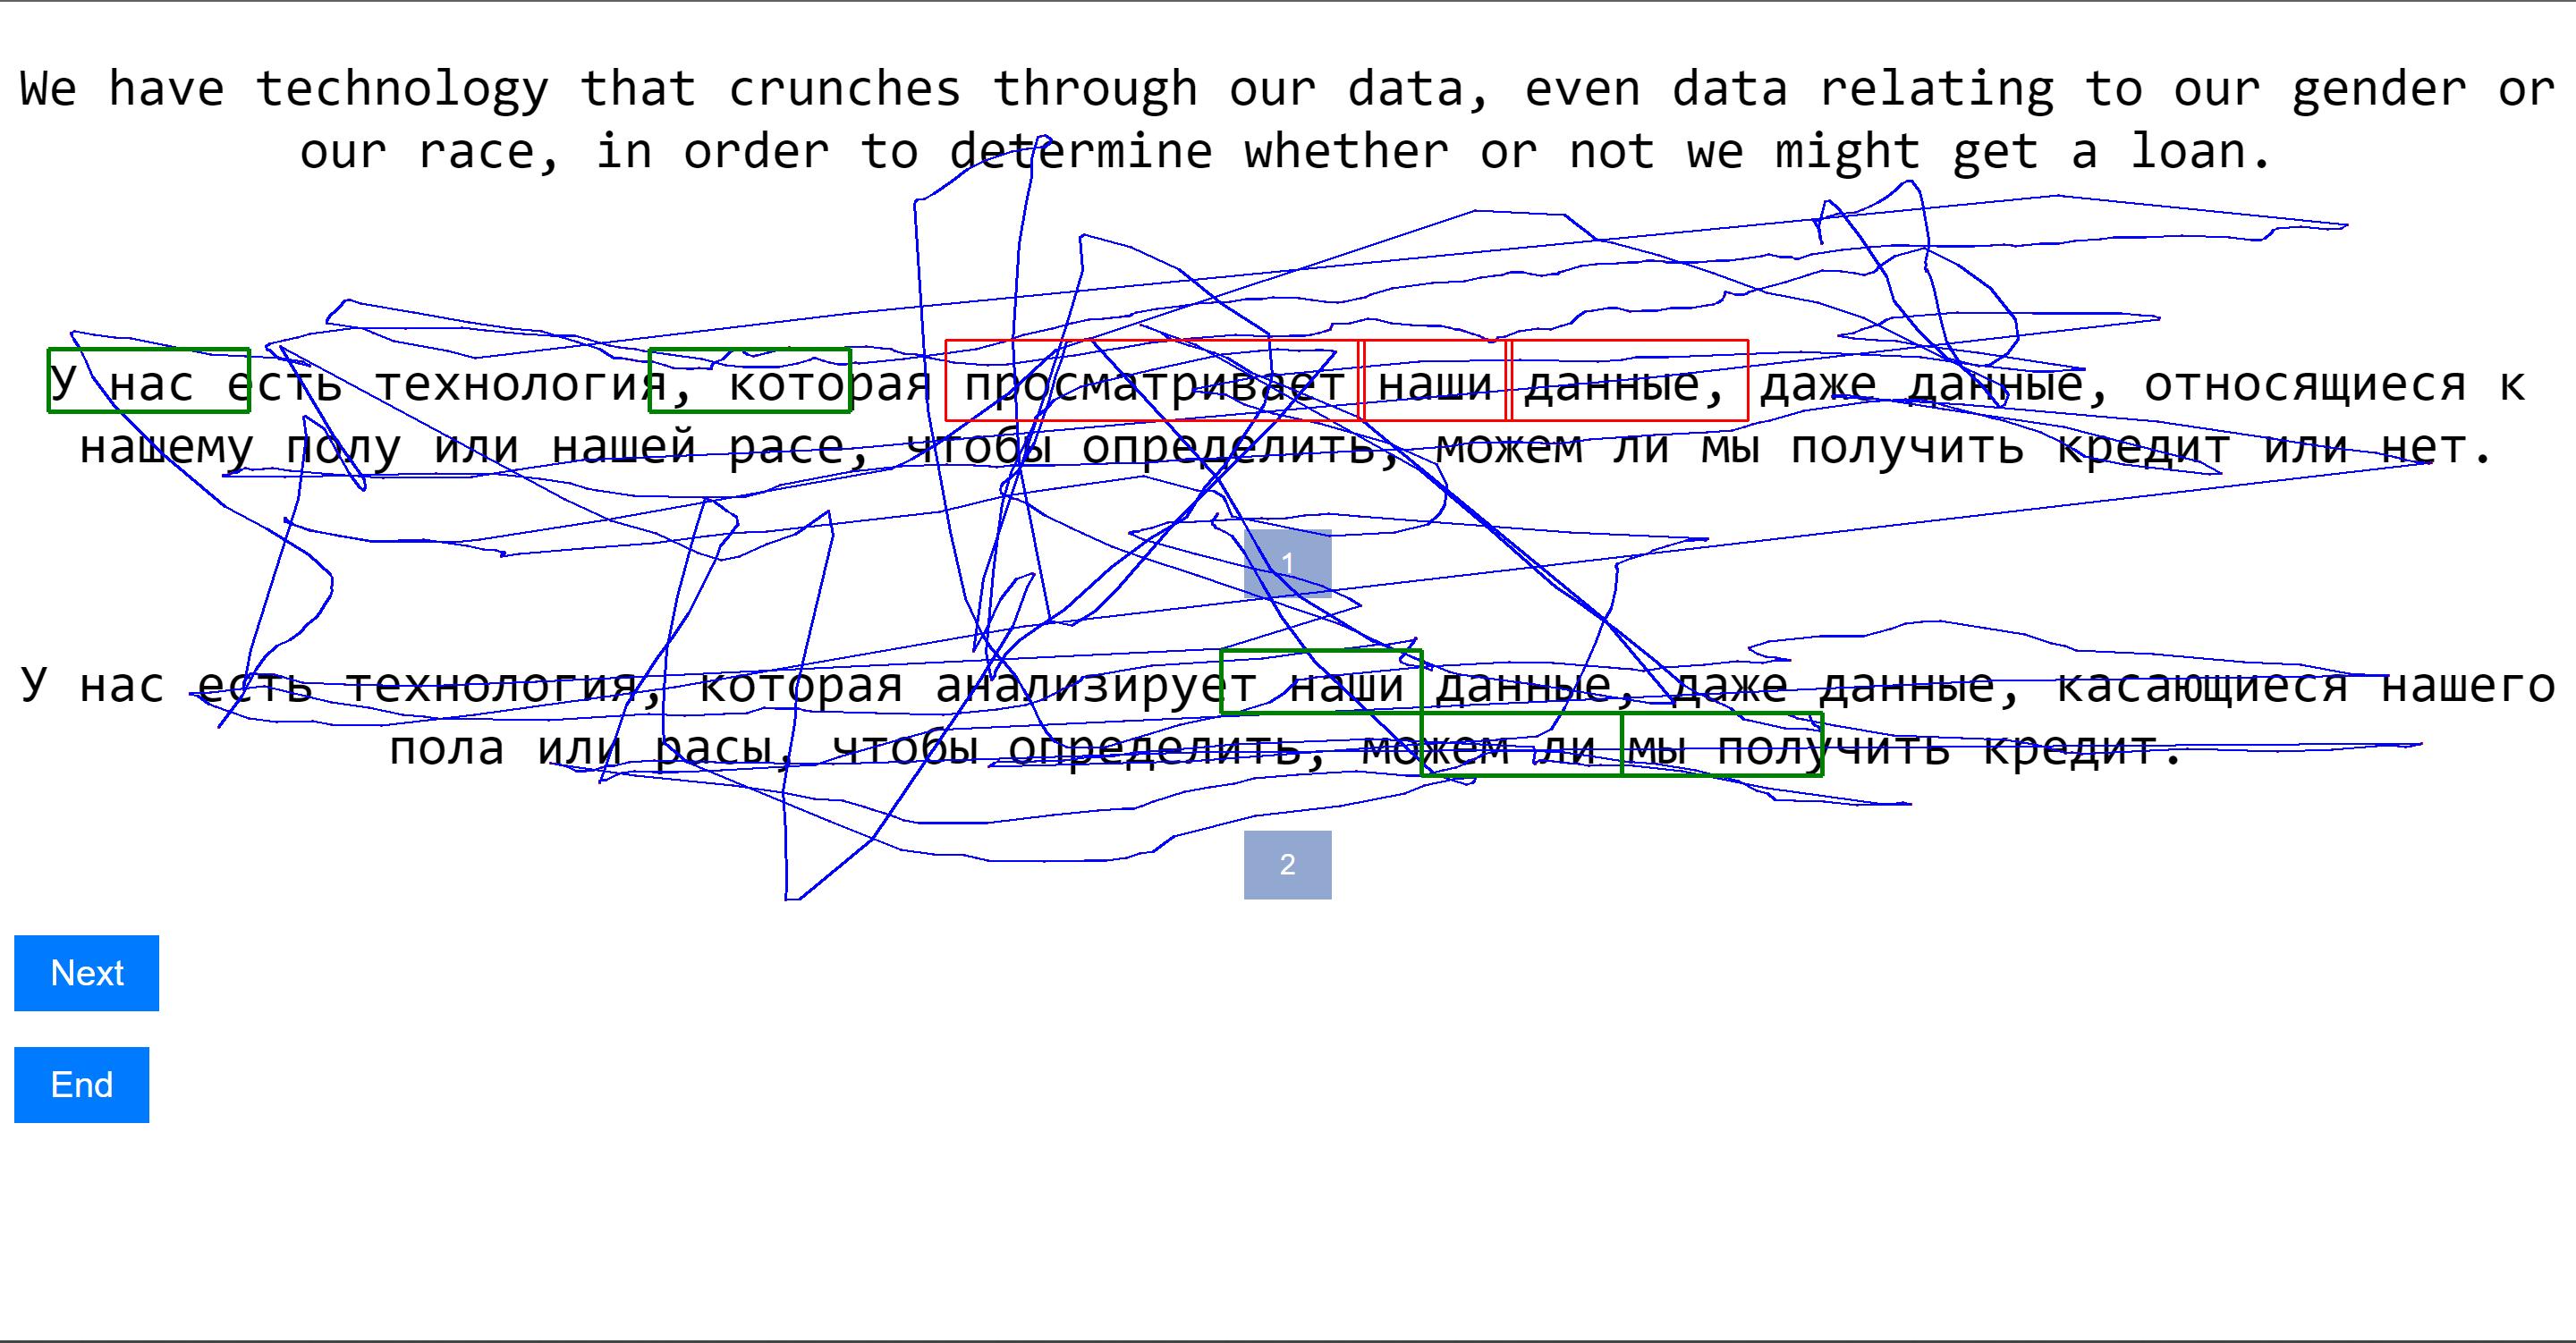 We have technology that crunches through our data, even data relating to our gender or
our race, in order to determine whether or not we might get a loan.
У нас есть технология, которая просматривает наши данные, даже данные, относящиеся к
нашему полу или нашей расе, чтобы определить, можем ли мы получить кредит или нет.
1
У нас есть технология, которая анализирует наши данные, даже данные, касающиеся нашего
пола или расы, чтобы определить, можем ли мы получить кредит.
2
Next
End